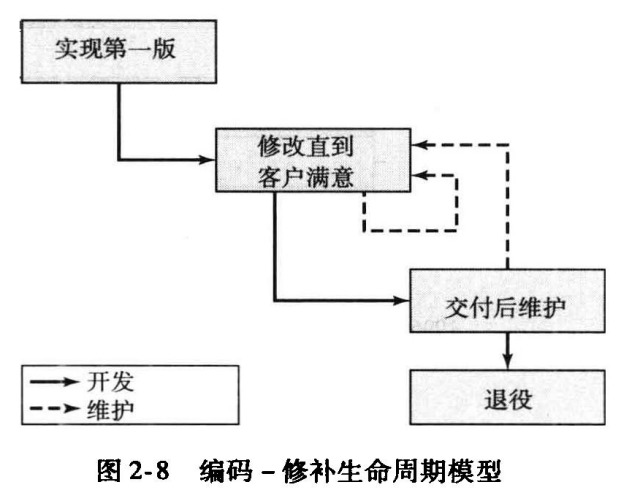 实现第一版
修改直到
客户满意
交付后维护
退役
开发
维护
图 2-8 编码－修补生命周期模型